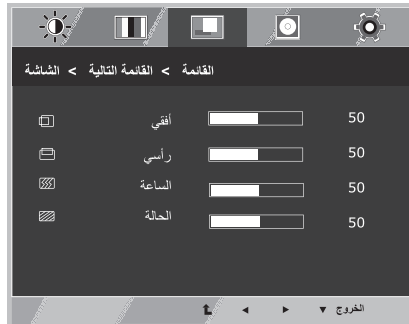 القائمة > القائمة التالية > الشاشة
أفقي 50
رأسي 50
الساعة 50
الحالة 50
الخروج